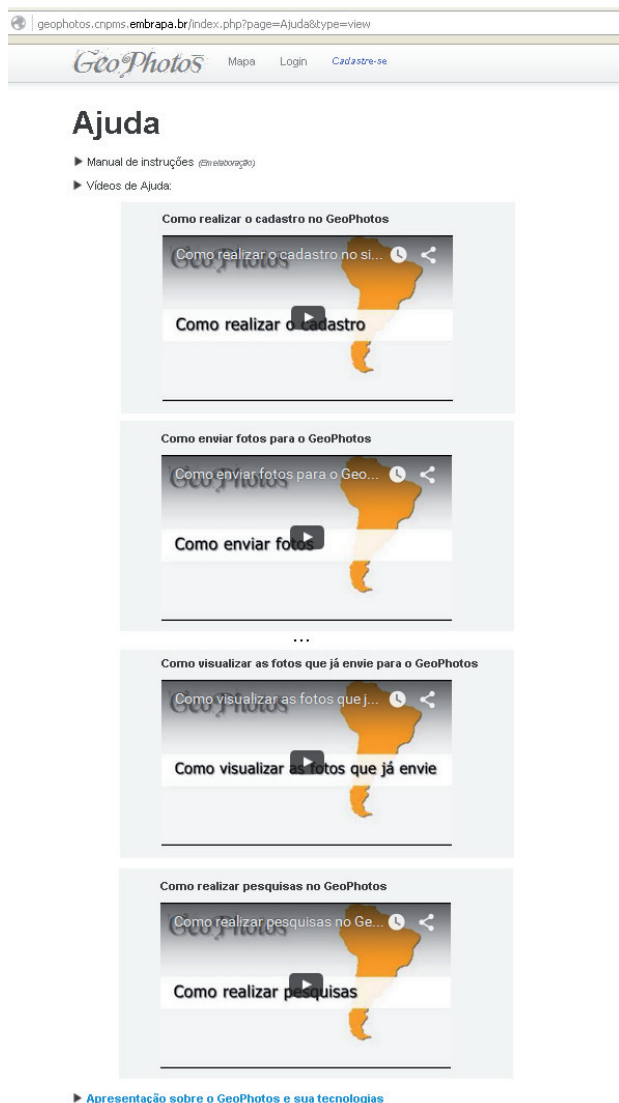 geophotos.cnpms.embrapa.br/index.php?page=Ajuda&type=view
GeoPhotos Mapa Login Cadastre-se
Ajuda
Manual de instruções (Em elaboração)
Vídeos de Ajuda:
Como realizar o cadastro no GeoPhotos
GeoPhotos
Como realizar o cadastro no si...
Como realizar o cadastro
Como enviar fotos para o GeoPhotos
GeoPhotos
Como enviar fotos para o Geo...
Como enviar fotos
...
Como visualizar as fotos que já envie para o GeoPhotos
GeoPhotos
Como visualizar as fotos que j...
Como visualizar as fotos que já envie
Como realizar pesquisas no GeoPhotos
GeoPhotos
Como realizar pesquisas no Ge...
Como realizar pesquisas
Apresentação sobre o GeoPhotos e sua tecnologias